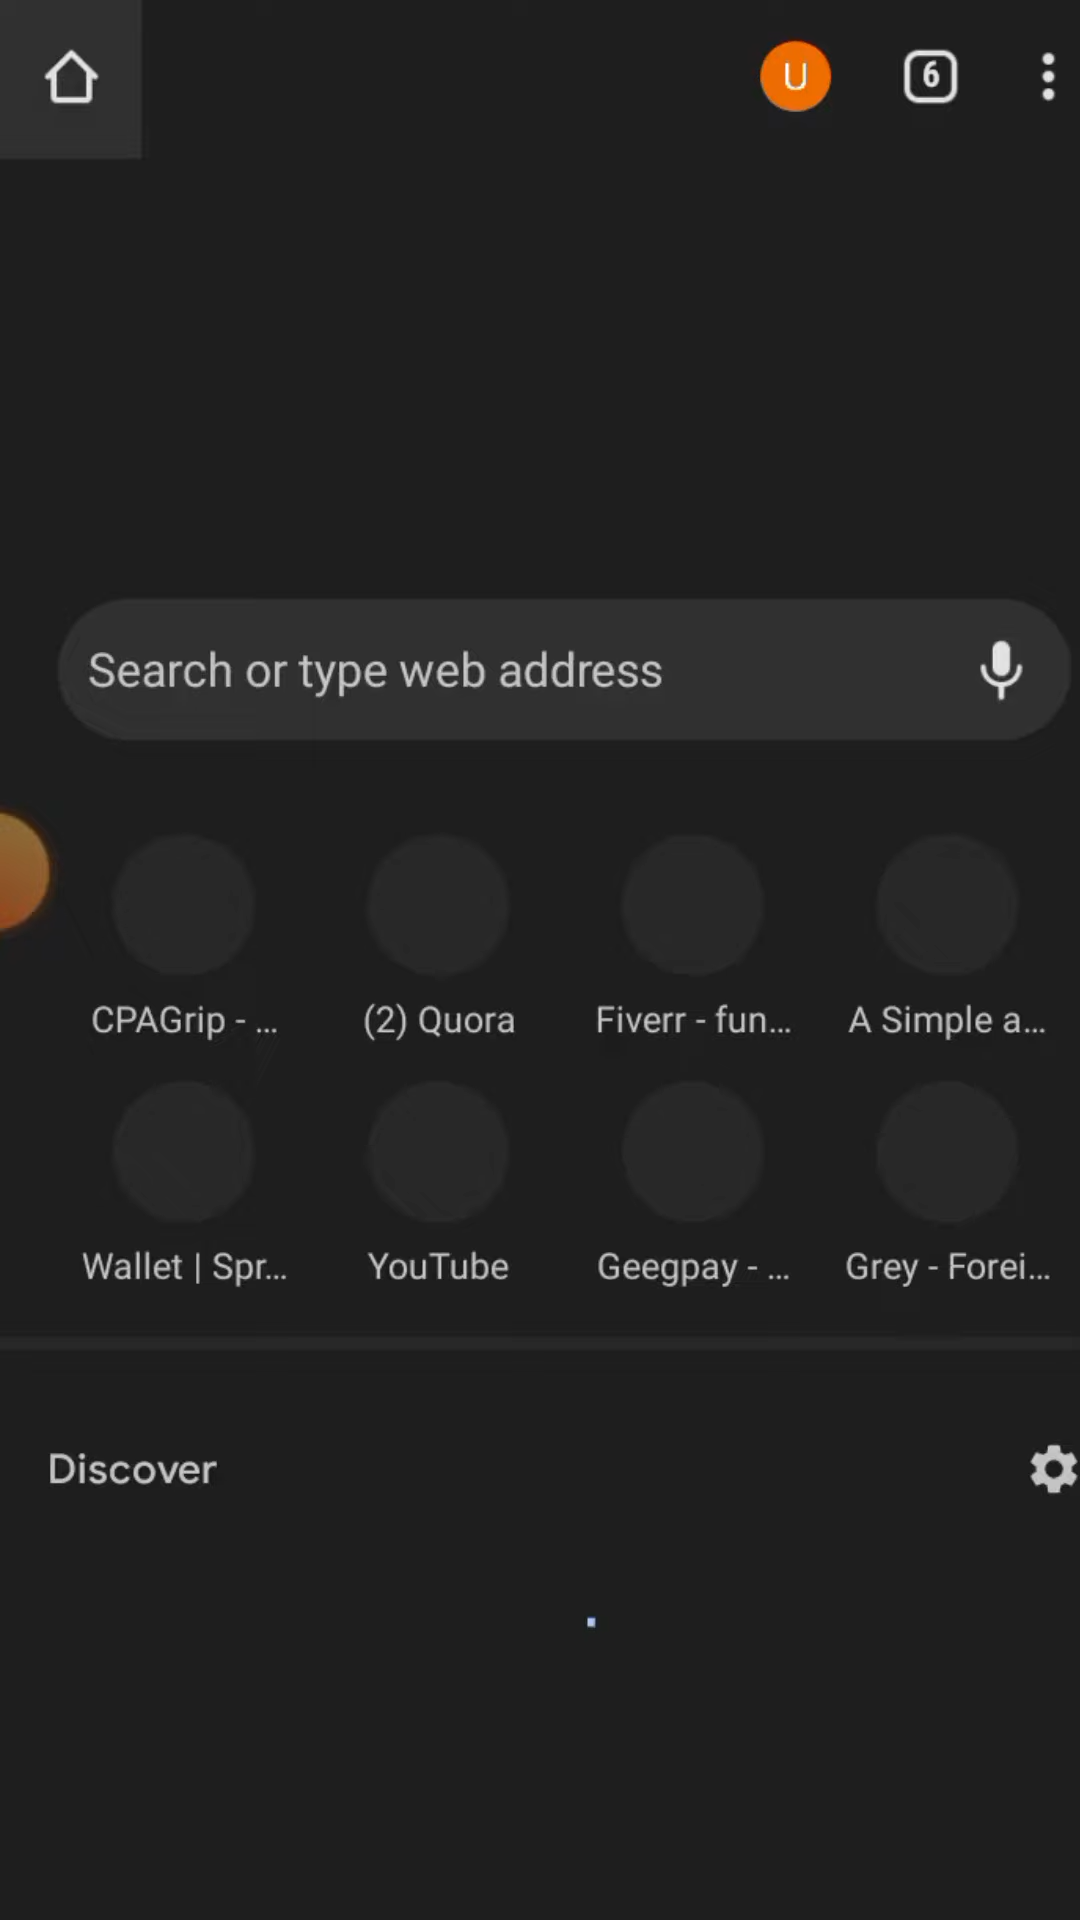 U
6
Search or type web address
CPAGrip - ...
(2) Quora
Fiverr - fun...
A Simple a...
Wallet | Spr...
YouTube
Geegpay - ...
Grey - Forei...
Discover